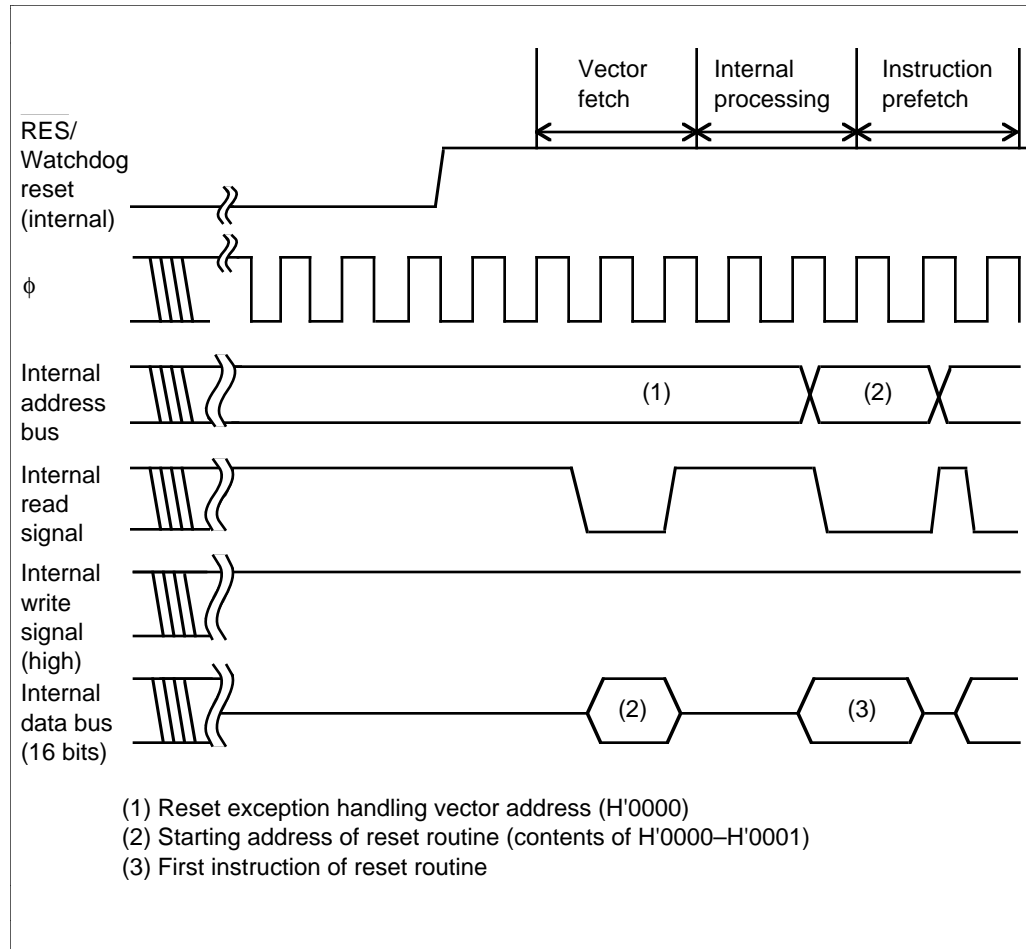 Vector
fetch
Internal
processing
Instruction
prefetch
RES/
Watchdog
reset
(internal)
ϕ
Internal
address
bus
(1)
(2)
Internal
read
signal
Internal
write
signal
(high)
Internal
data bus
(16 bits)
(2)
(3)
(1) Reset exception handling vector address (H'0000)
(2) Starting address of reset routine (contents of H'0000–H'0001)
(3) First instruction of reset routine